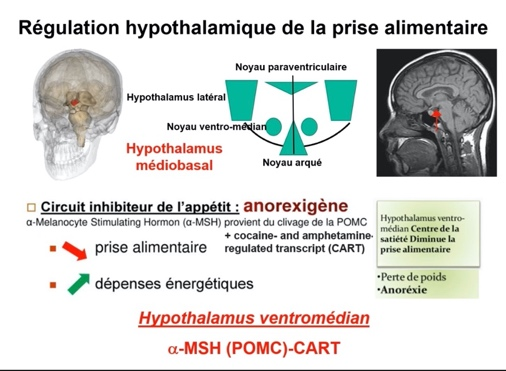 Régulation hypothalamique de la prise alimentaire
Noyau paraventriculaire
Hypothalamus latéral
Noyau ventro-médian
Hypothalamus
médiobasal
Noyau arqué
Circuit inhibiteur de l'appétit : anorexigène
α-Melanocyte Stimulating Hormon (α-MSH) provient du clivage de la POMC
+ cocaine- and amphetamine-
regulated transcript (CART)
prise alimentaire
dépenses énergétiques
Hypothalamus ventro-
médian Centre de la
satiété Diminue la
prise alimentaire
•Perte de poids
•Anoréxie
Hypothalamus ventromédian
α-MSH (POMC)-CART